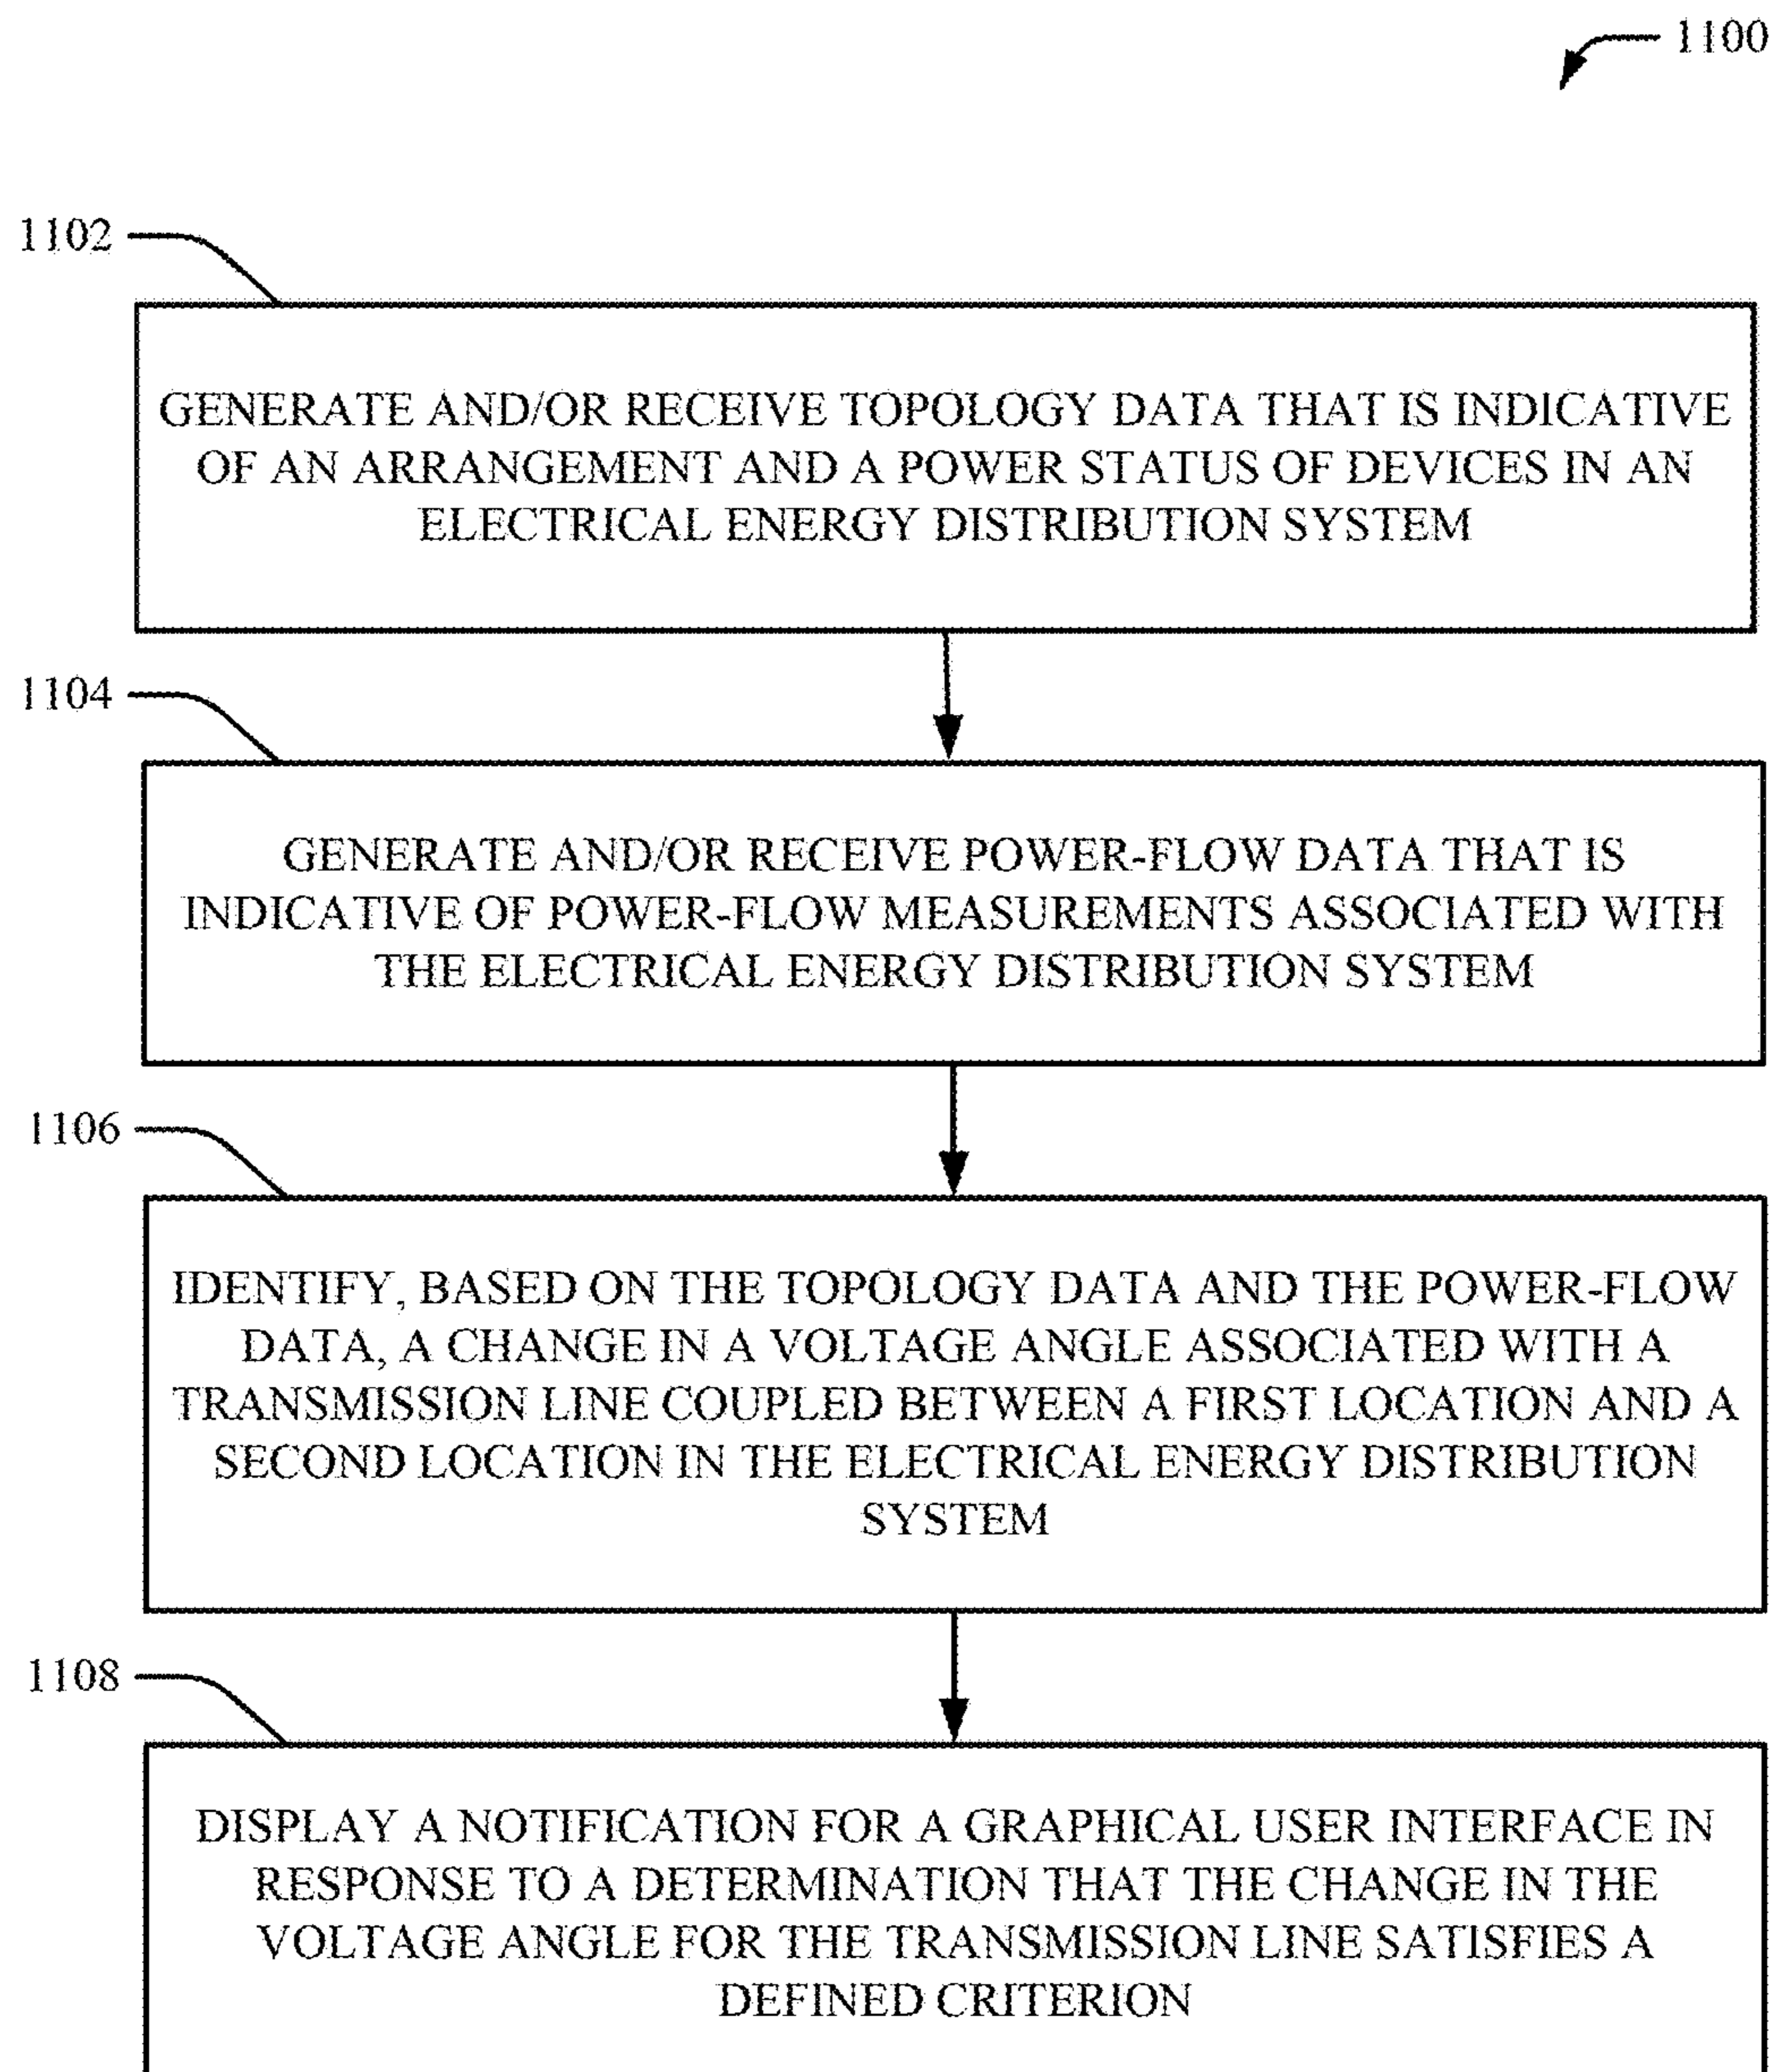 1100
1102
GENERATE AND/OR RECEIVE TOPOLOGY DATA THAT IS INDICATIVE
OF AN ARRANGEMENT AND A POWER STATUS OF DEVICES IN AN
ELECTRICAL ENERGY DISTRIBUTION SYSTEM
1104
GENERATE AND/OR RECEIVE POWER-FLOW DATA THAT IS
INDICATIVE OF POWER-FLOW MEASUREMENTS ASSOCIATED WITH
THE ELECTRICAL ENERGY DISTRIBUTION SYSTEM
1106
IDENTIFY, BASED ON THE TOPOLOGY DATA AND THE POWER-FLOW
DATA, A CHANGE IN A VOLTAGE ANGLE ASSOCIATED WITH A
TRANSMISSION LINE COUPLED BETWEEN A FIRST LOCATION AND A
SECOND LOCATION IN THE ELECTRICAL ENERGY DISTRIBUTION
SYSTEM
1108
DISPLAY A NOTIFICATION FOR A GRAPHICAL USER INTERFACE IN
RESPONSE TO A DETERMINATION THAT THE CHANGE IN THE
VOLTAGE ANGLE FOR THE TRANSMISSION LINE SATISFIES A
DEFINED CRITERION